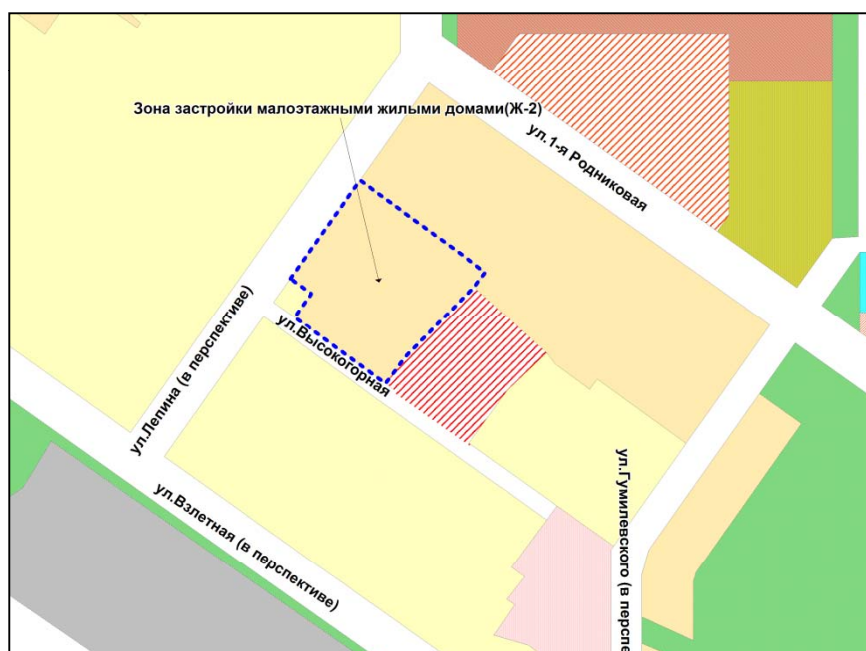 Зона застройки малоэтажными жилыми домами(Ж-2)
ул.1-я Родниковая
ул.Высокогорная
ул.Лепина (в перспективе)
ул.Взлетная (в перспективе)
ул.Гумилевского (в перспе